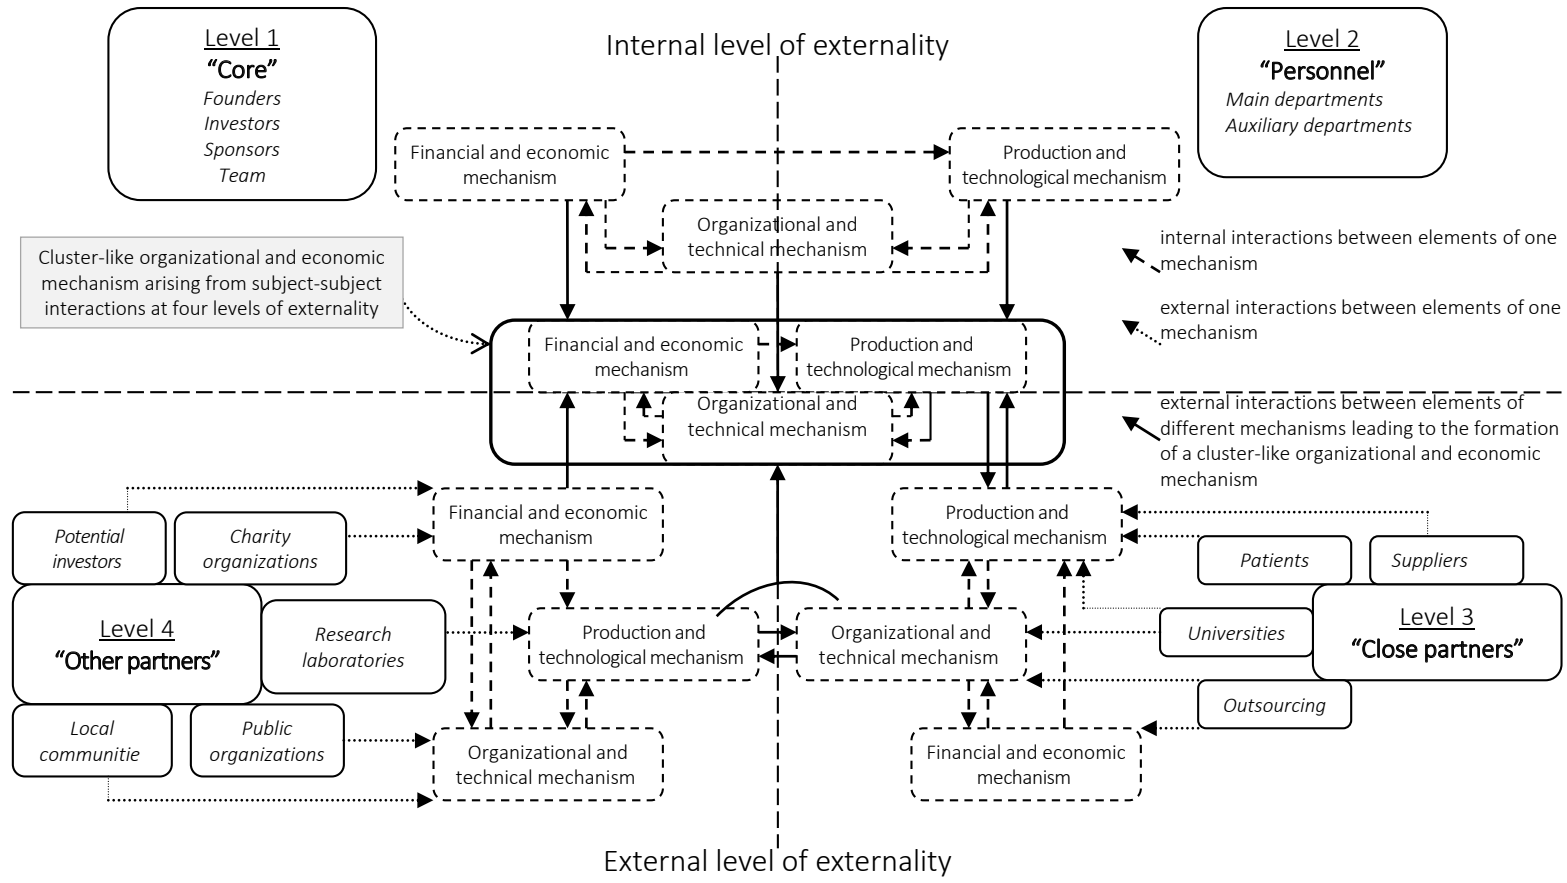 Level 1
“Core”
Founders
Investors
Sponsors
Team
Internal level of externality
Level 2
“Personnel”
Main departments
Auxiliary departments
Financial and economic
mechanism
Production and
technological mechanism
Organizational and
technical mechanism
Cluster-like organizational and economic
mechanism arising from subject-subject
interactions at four levels of externality
internal interactions between elements of one
mechanism
external interactions between elements of one
mechanism
external interactions between elements of
different mechanisms leading to the formation
of a cluster-like organizational and economic
mechanism
Financial and economic
mechanism
Production and
technological mechanism
Organizational and
technical mechanism
Potential
investors
Charity
organizations
Level 4
“Other partners”
Research
laboratories
Local
communitie
Public
organizations
Financial and economic
mechanism
Production and
technological mechanism
Organizational and
technical mechanism
Production and
technological mechanism
Organizational and
technical mechanism
Financial and economic
mechanism
Patients
Suppliers
Universities
Level 3
“Close partners”
Outsourcing
External level of externality